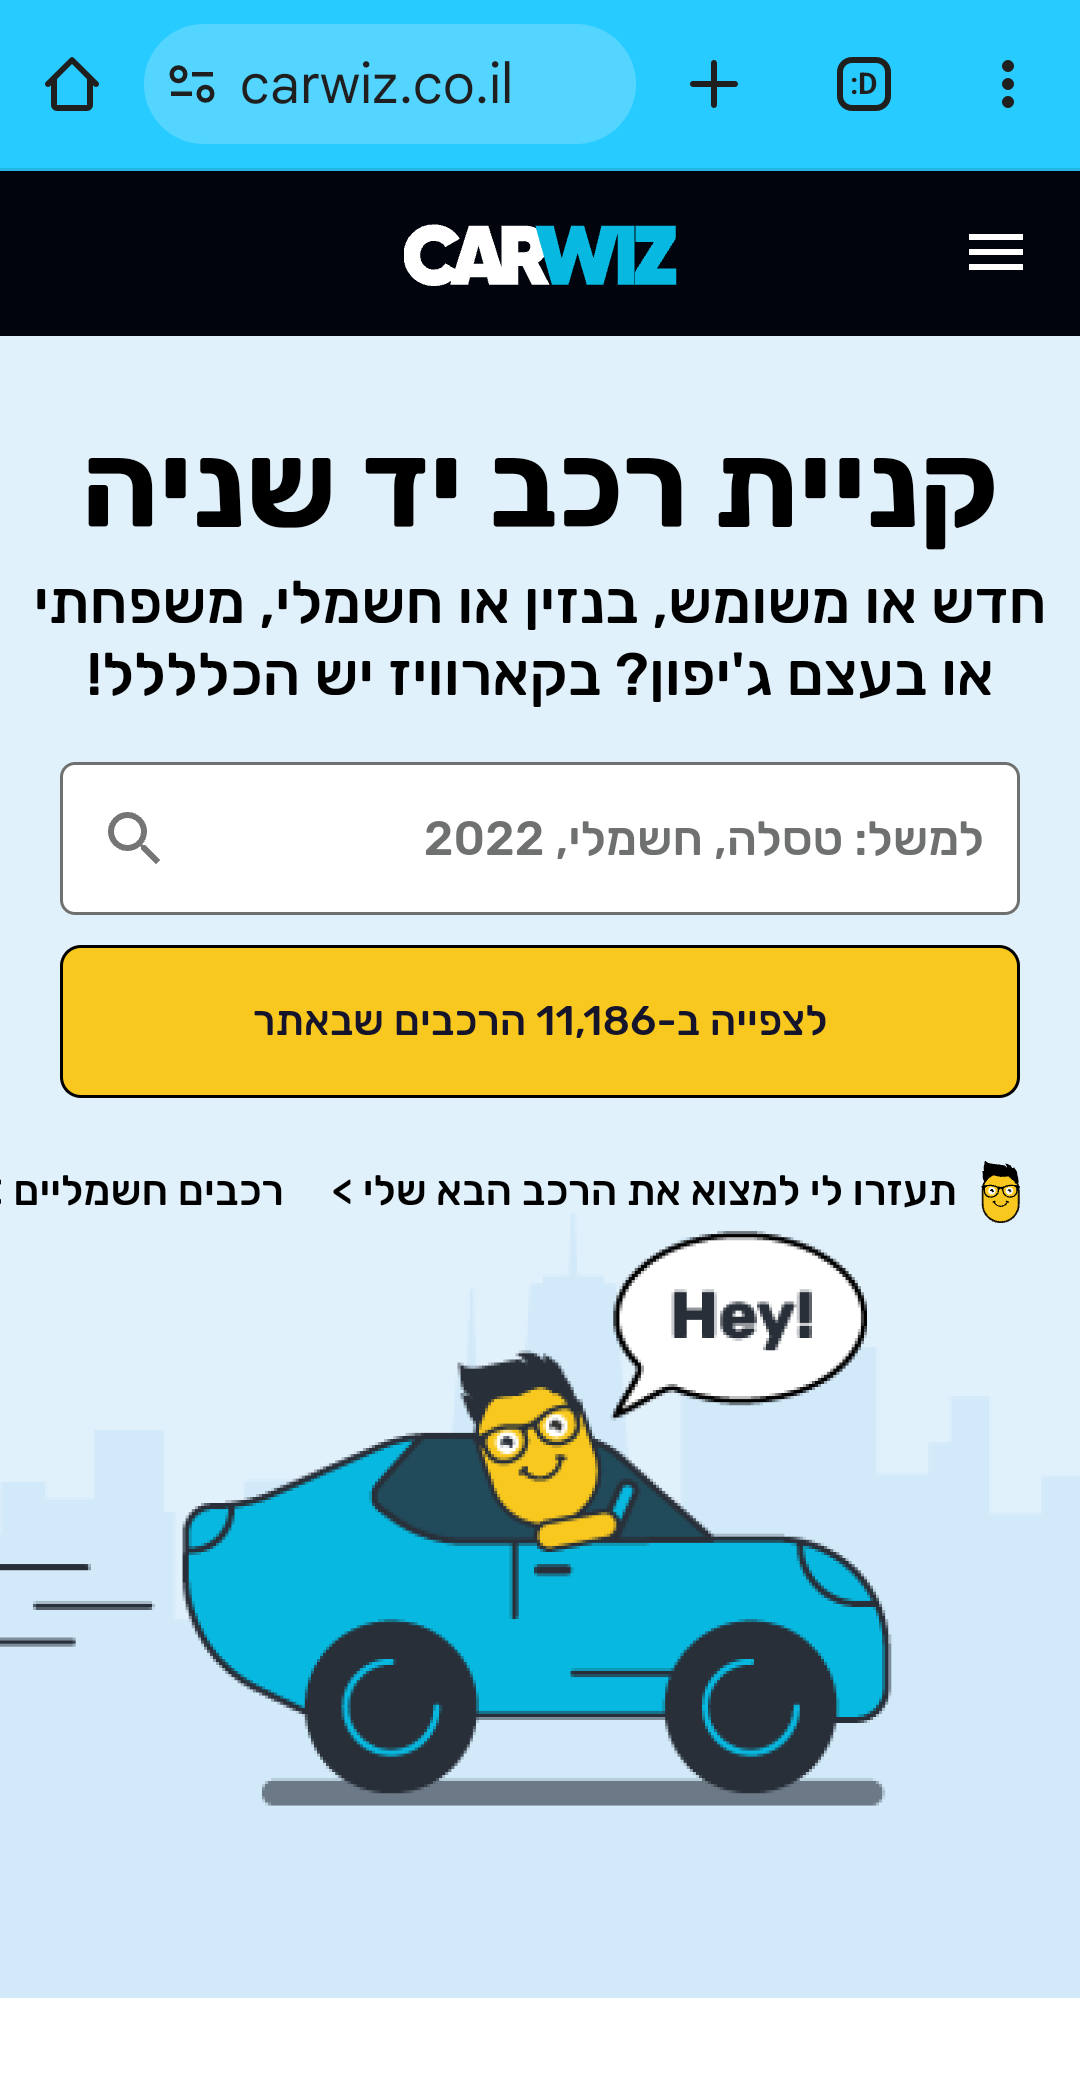 carwiz.co.il
:D
CARWIZ
קניית רכב יד שניה
חדש או משומש, בנזין או חשמלי, משפחתי
או בעצם ג'יפון? בקארוויז יש הכלללל!
למשל: טסלה, חשמלי, 2022
לצפייה ב-11,186 הרכבים שבאתר
תעזרו לי למצוא את הרכב הבא שלי > רכבים חשמליים
Hey!